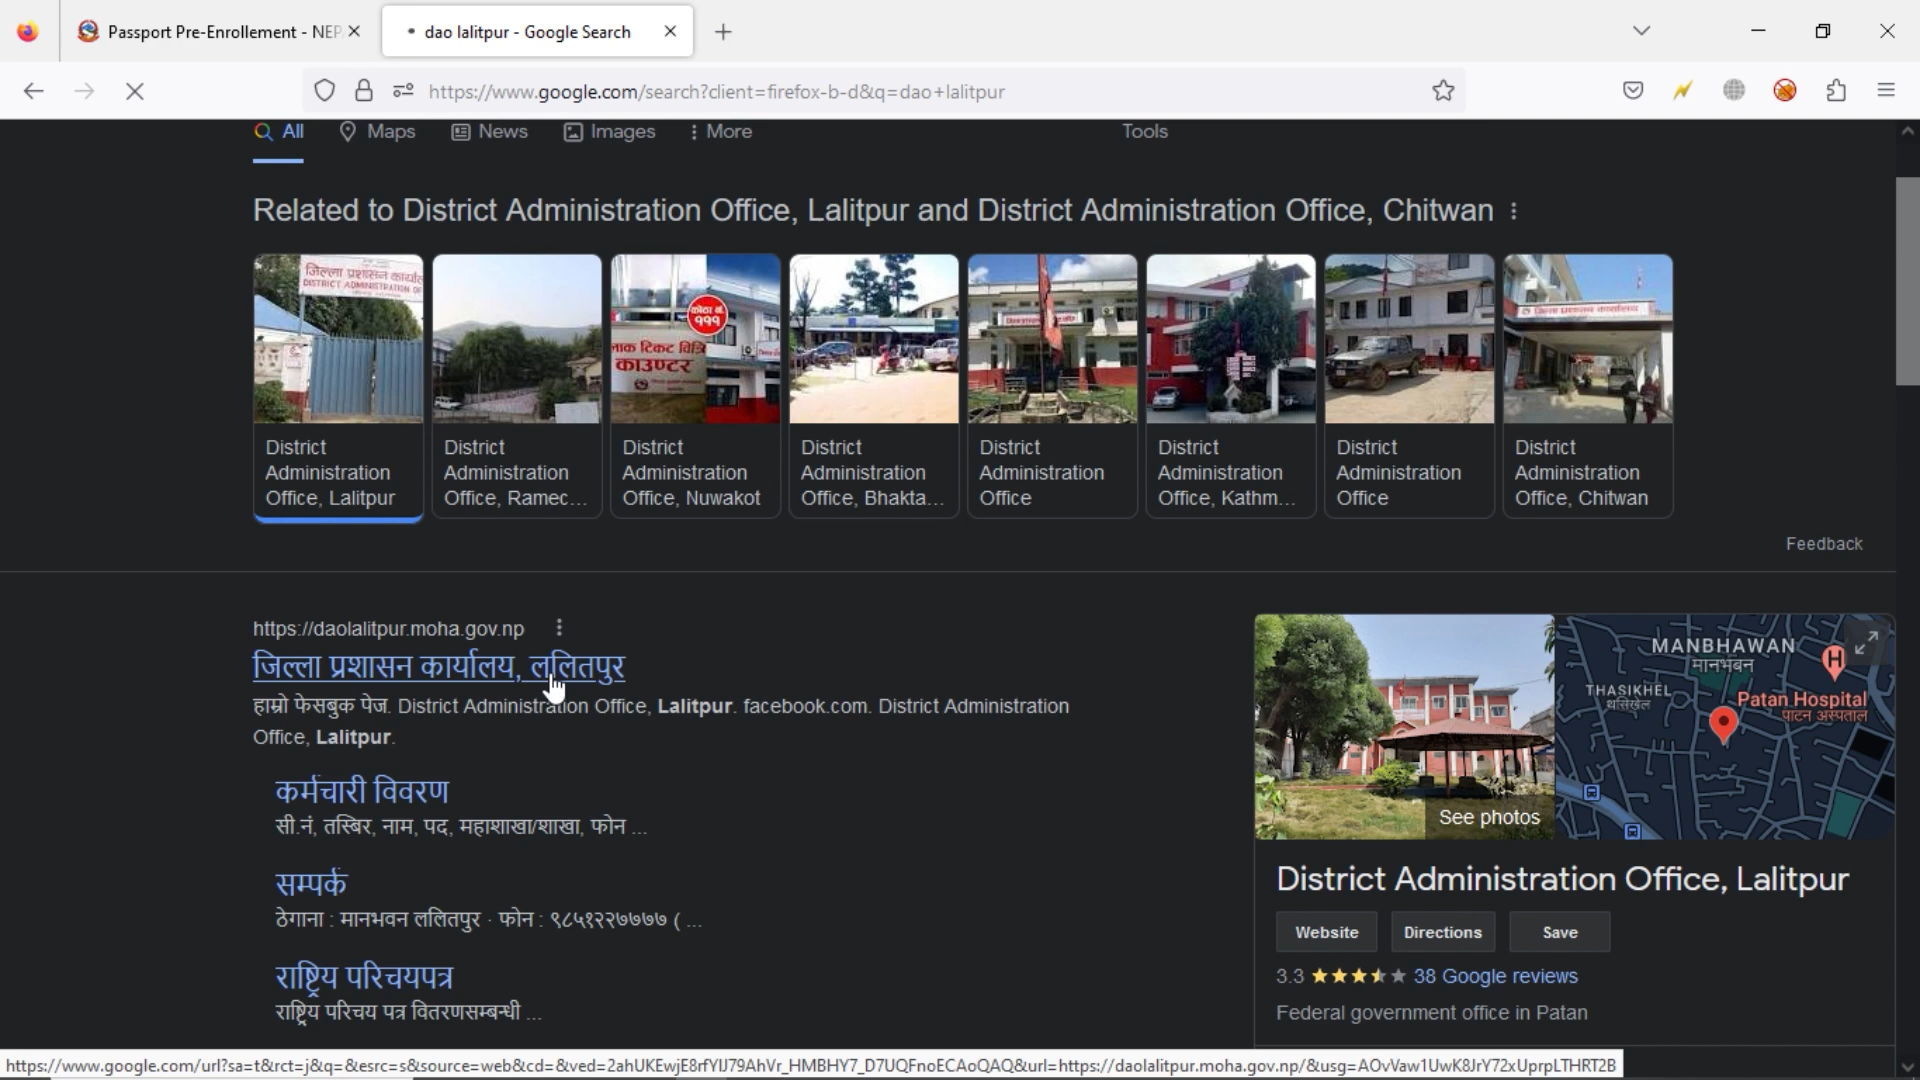 Passport Pre-Enrollement - NEP
dao lalitpur - Google Search
https://www.google.com/search?client=firefox-b-d&q=dao+lalitpur
All Maps News Images More Tools
Related to District Administration Office, Lalitpur and District Administration Office, Chitwan
जिल्ला प्रशासन कार्याल
DISTRICT ADMINISTRATION OF
कोठा नं.
१११
काउण्टर
District Administration Office, Lalitpur
District Administration Office, Ramec...
District Administration Office, Nuwakot
District Administration Office, Bhakta...
District Administration Office
District Administration Office, Kathm...
District Administration Office
District Administration Office, Chitwan
Feedback
https://daolalitpur.moha.gov.np
जिल्ला प्रशासन कार्यालय, ललितपुर
हाम्रो फेसबुक पेज. District Administration Office, Lalitpur. facebook.com. District Administration
Office, Lalitpur.
कर्मचारी विवरण
सी.नं, तस्बिर, नाम, पद, महाशाखा/शाखा, फोन ...
सम्पर्क
ठेगाना : मानभवन ललितपुर · फोन : ९८५१२२७७७७ ( ...
राष्ट्रिय परिचयपत्र
राष्ट्रिय परिचय पत्र वितरणसम्बन्धी ...
MANBHAWAN
मानभवन
THASIKHEL
थसिखेल
Patan Hospital
पाटन अस्पताल
See photos
District Administration Office, Lalitpur
Website Directions Save
3.3 38 Google reviews
Federal government office in Patan
https://www.google.com/url?sa=t&rct=j&q=&esrc=s&source=web&cd=&ved=2ahUKEwjE8rfYlJ79AhVr_HMBHY7_D7UQFnoECAoQAQ&url=https://daolalitpur.moha.gov.np/&usg=AOvVaw1UwK8JrY72xUprpLTHRT2B